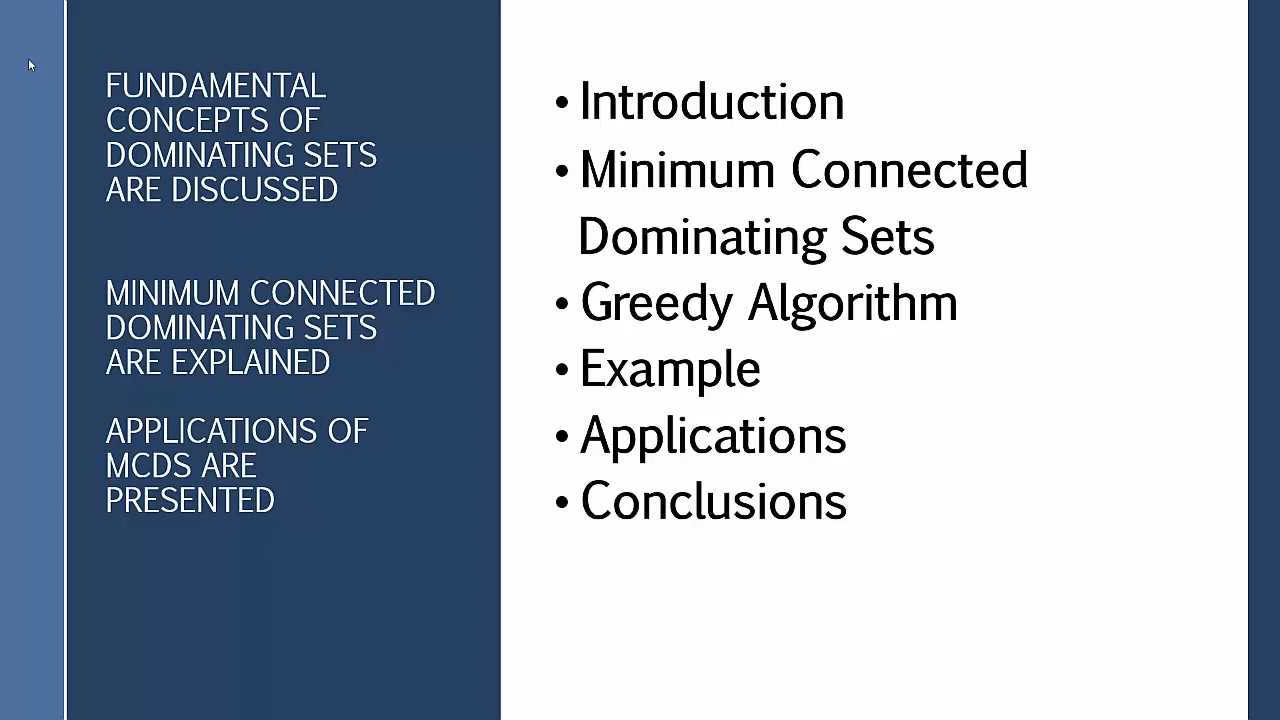 FUNDAMENTAL
CONCEPTS OF
DOMINATING SETS
ARE DISCUSSED
MINIMUM CONNECTED
DOMINATING SETS
ARE EXPLAINED
APPLICATIONS OF
MCDS ARE
PRESENTED
• Introduction
• Minimum Connected
Dominating Sets
• Greedy Algorithm
• Example
• Applications
• Conclusions